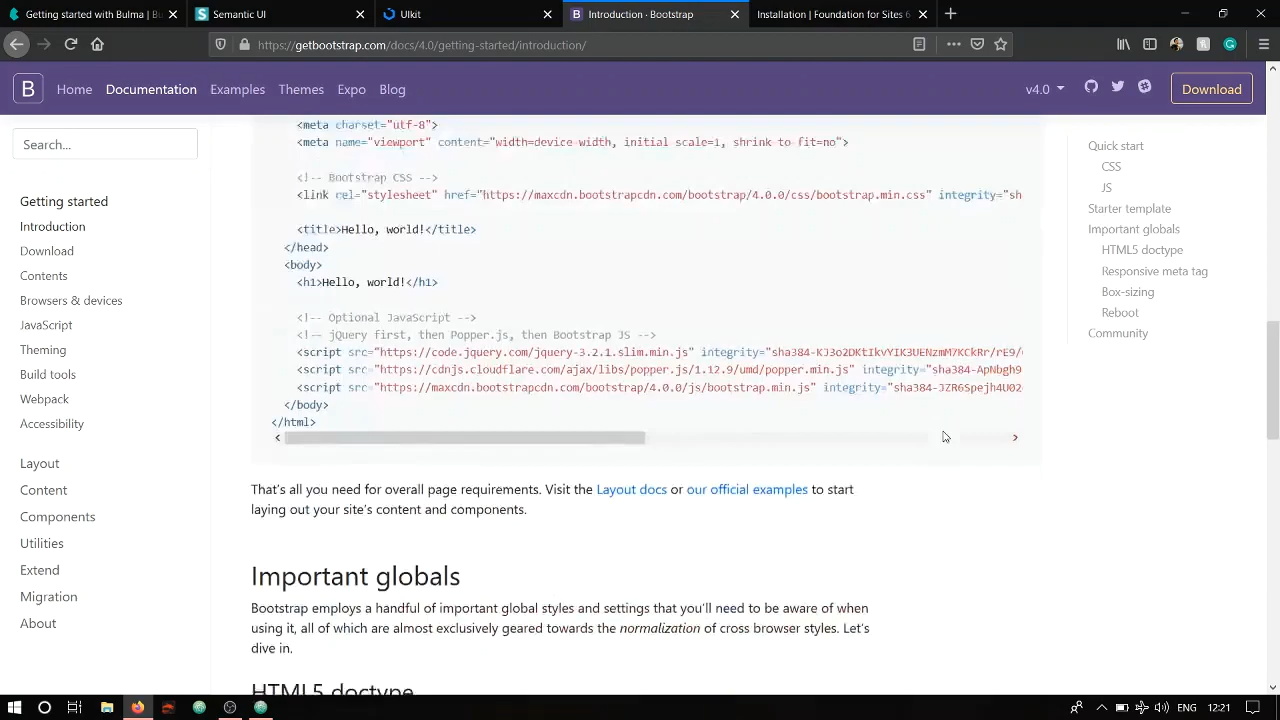 Getting started with Bulma | Bu
Semantic UI
UIkit
Introduction · Bootstrap
Installation | Foundation for Sites 6
https://getbootstrap.com/docs/4.0/getting-started/introduction/
B
Home
Documentation
Examples
Themes
Expo
Blog
v4.0
Download
Search...
Getting started
Introduction
Download
Contents
Browsers & devices
JavaScript
Theming
Build tools
Webpack
Accessibility
Layout
Content
Components
Utilities
Extend
Migration
About
<meta charset="utf-8">
<meta name="viewport" content="width=device-width, initial scale=1, shrink to-fit=no">
<!-- Bootstrap CSS -->
<link rel="stylesheet" href="https://maxcdn.bootstrapcdn.com/bootstrap/4.0.0/css/bootstrap.min.css" integrity="sh
<title>Hello, world!</title>
</head>
<body>
<h1>Hello, world!</h1>
<!-- Optional JavaScript -->
<!-- jQuery first, then Popper.js, then Bootstrap JS -->
<script src="https://code.jquery.com/jquery-3.2.1.slim.min.js" integrity="sha384-KJ3o2DKtIkvYIK3UENzmM7KCkRr/rE9/
<script src="https://cdnjs.cloudflare.com/ajax/libs/popper.js/1.12.9/umd/popper.min.js" integrity="sha384-ApNbgh9
<script src="https://maxcdn.bootstrapcdn.com/bootstrap/4.0.0/js/bootstrap.min.js" integrity="sha384-JZR6Spejh4U02
</body>
</html>
That's all you need for overall page requirements. Visit the Layout docs or our official examples to start
laying out your site's content and components.
Important globals
Bootstrap employs a handful of important global styles and settings that you'll need to be aware of when
using it, all of which are almost exclusively geared towards the normalization of cross browser styles. Let's
dive in.
HTML5 doctype
Quick start
CSS
JS
Starter template
Important globals
HTML5 doctype
Responsive meta tag
Box-sizing
Reboot
Community
ENG
12:21